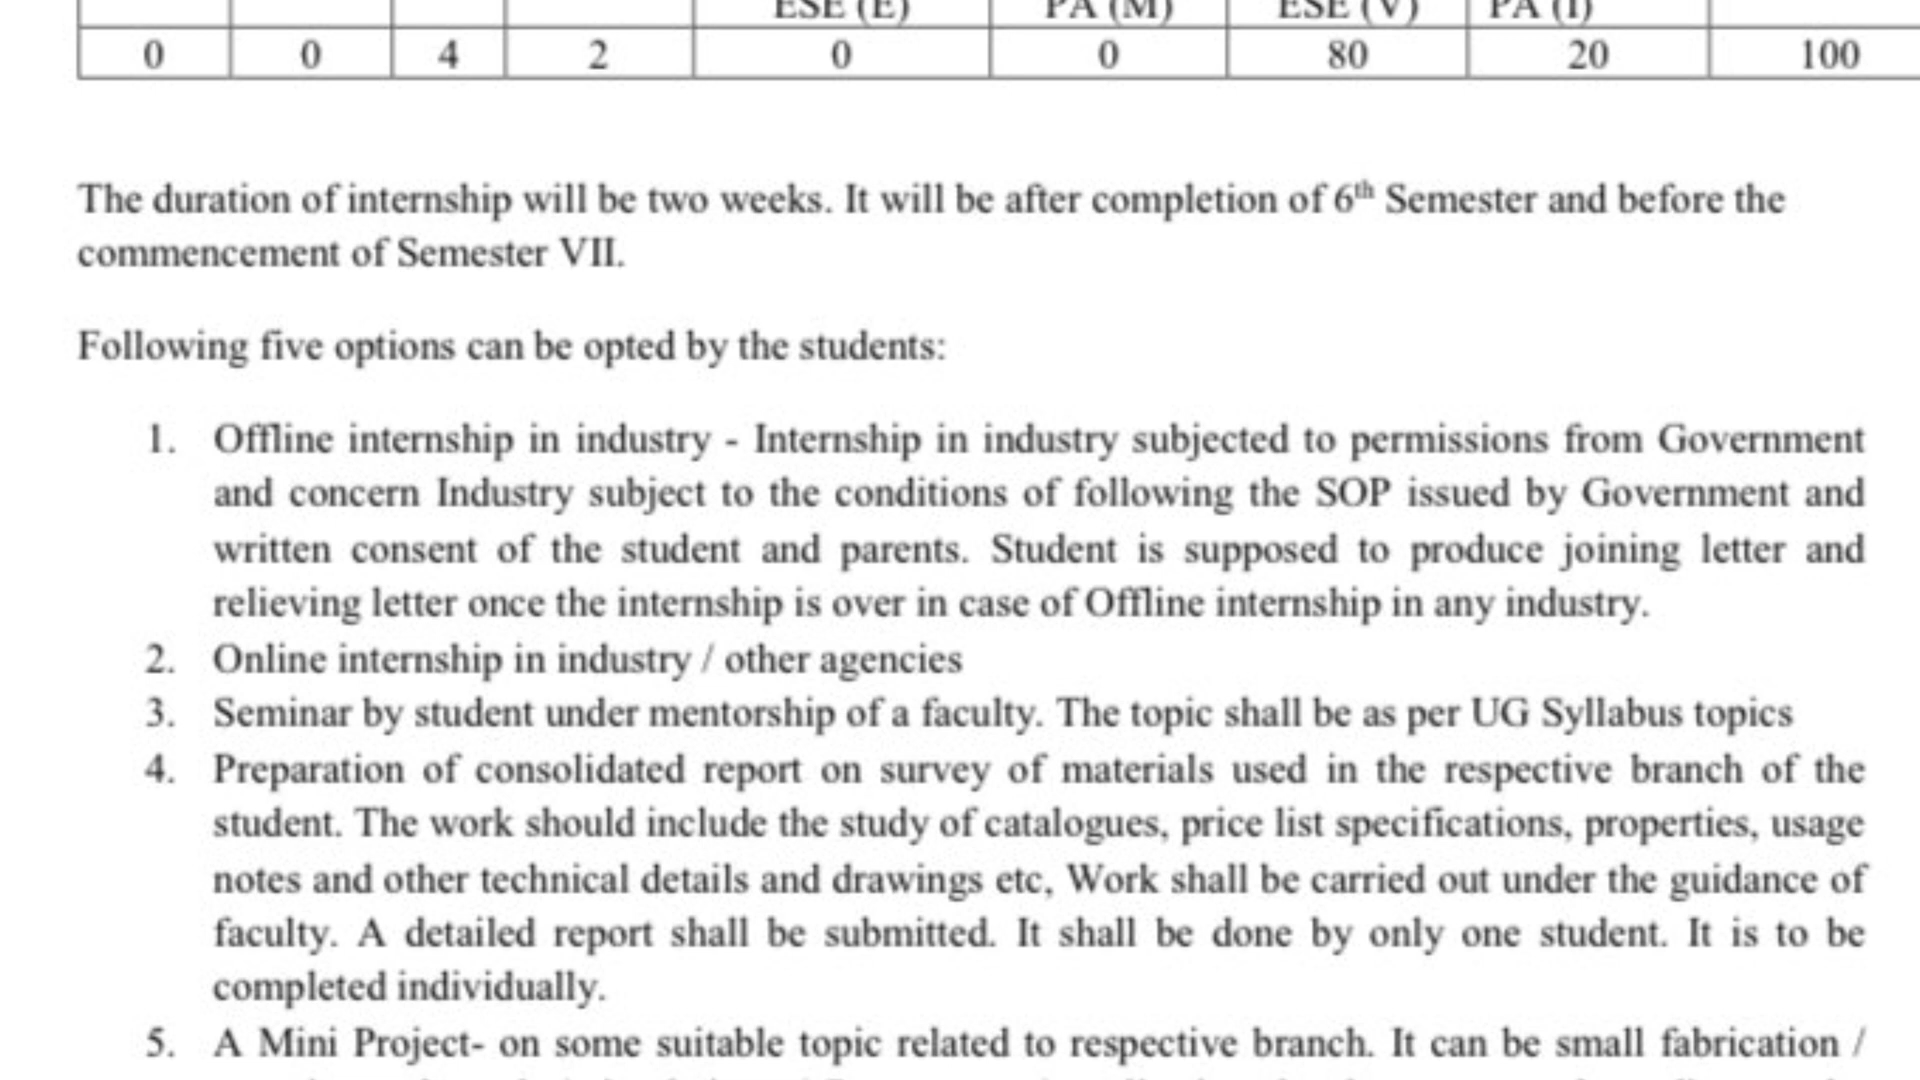 ESE (E) PA (M) ESE (V) PA (I)
0 0 4 2 0 0 80 20 100
The duration of internship will be two weeks. It will be after completion of 6th Semester and before the
commencement of Semester VII.
Following five options can be opted by the students:
1. Offline internship in industry - Internship in industry subjected to permissions from Government
and concern Industry subject to the conditions of following the SOP issued by Government and
written consent of the student and parents. Student is supposed to produce joining letter and
relieving letter once the internship is over in case of Offline internship in any industry.
2. Online internship in industry / other agencies
3. Seminar by student under mentorship of a faculty. The topic shall be as per UG Syllabus topics
4. Preparation of consolidated report on survey of materials used in the respective branch of the
student. The work should include the study of catalogues, price list specifications, properties, usage
notes and other technical details and drawings etc, Work shall be carried out under the guidance of
faculty. A detailed report shall be submitted. It shall be done by only one student. It is to be
completed individually.
5. A Mini Project- on some suitable topic related to respective branch. It can be small fabrication /